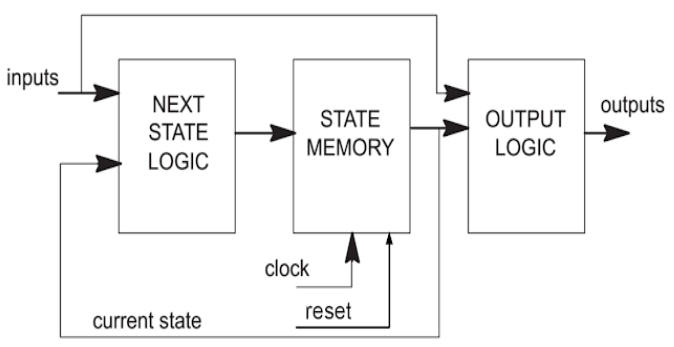 inputs
NEXT
STATE
LOGIC
STATE
MEMORY
OUTPUT
LOGIC
outputs
clock
reset
current state